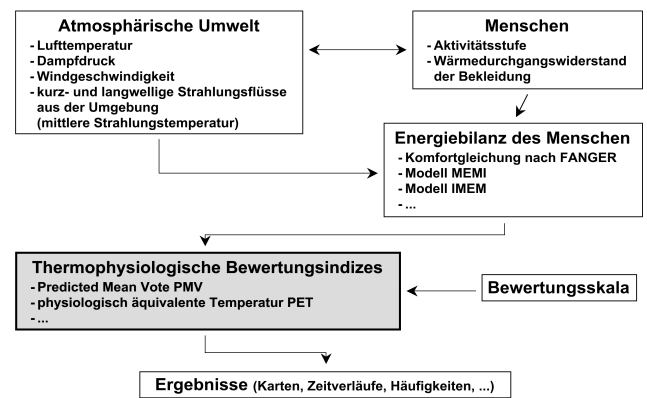 Atmosphärische Umwelt
- Lufttemperatur
- Dampfdruck
- Windgeschwindigkeit
- kurz- und langwellige Strahlungsflüsse
aus der Umgebung
(mittlere Strahlungstemperatur)
Menschen
- Aktivitätsstufe
- Wärmedurchgangswiderstand
der Bekleidung
Energiebilanz des Menschen
- Komfortgleichung nach FANGER
- Modell MEMI
- Modell IMEM
- ...
Thermophysiologische Bewertungsindizes
- Predicted Mean Vote PMV
- physiologisch äquivalente Temperatur PET
- ...
Bewertungsskala
Ergebnisse (Karten, Zeitverläufe, Häufigkeiten, ...)